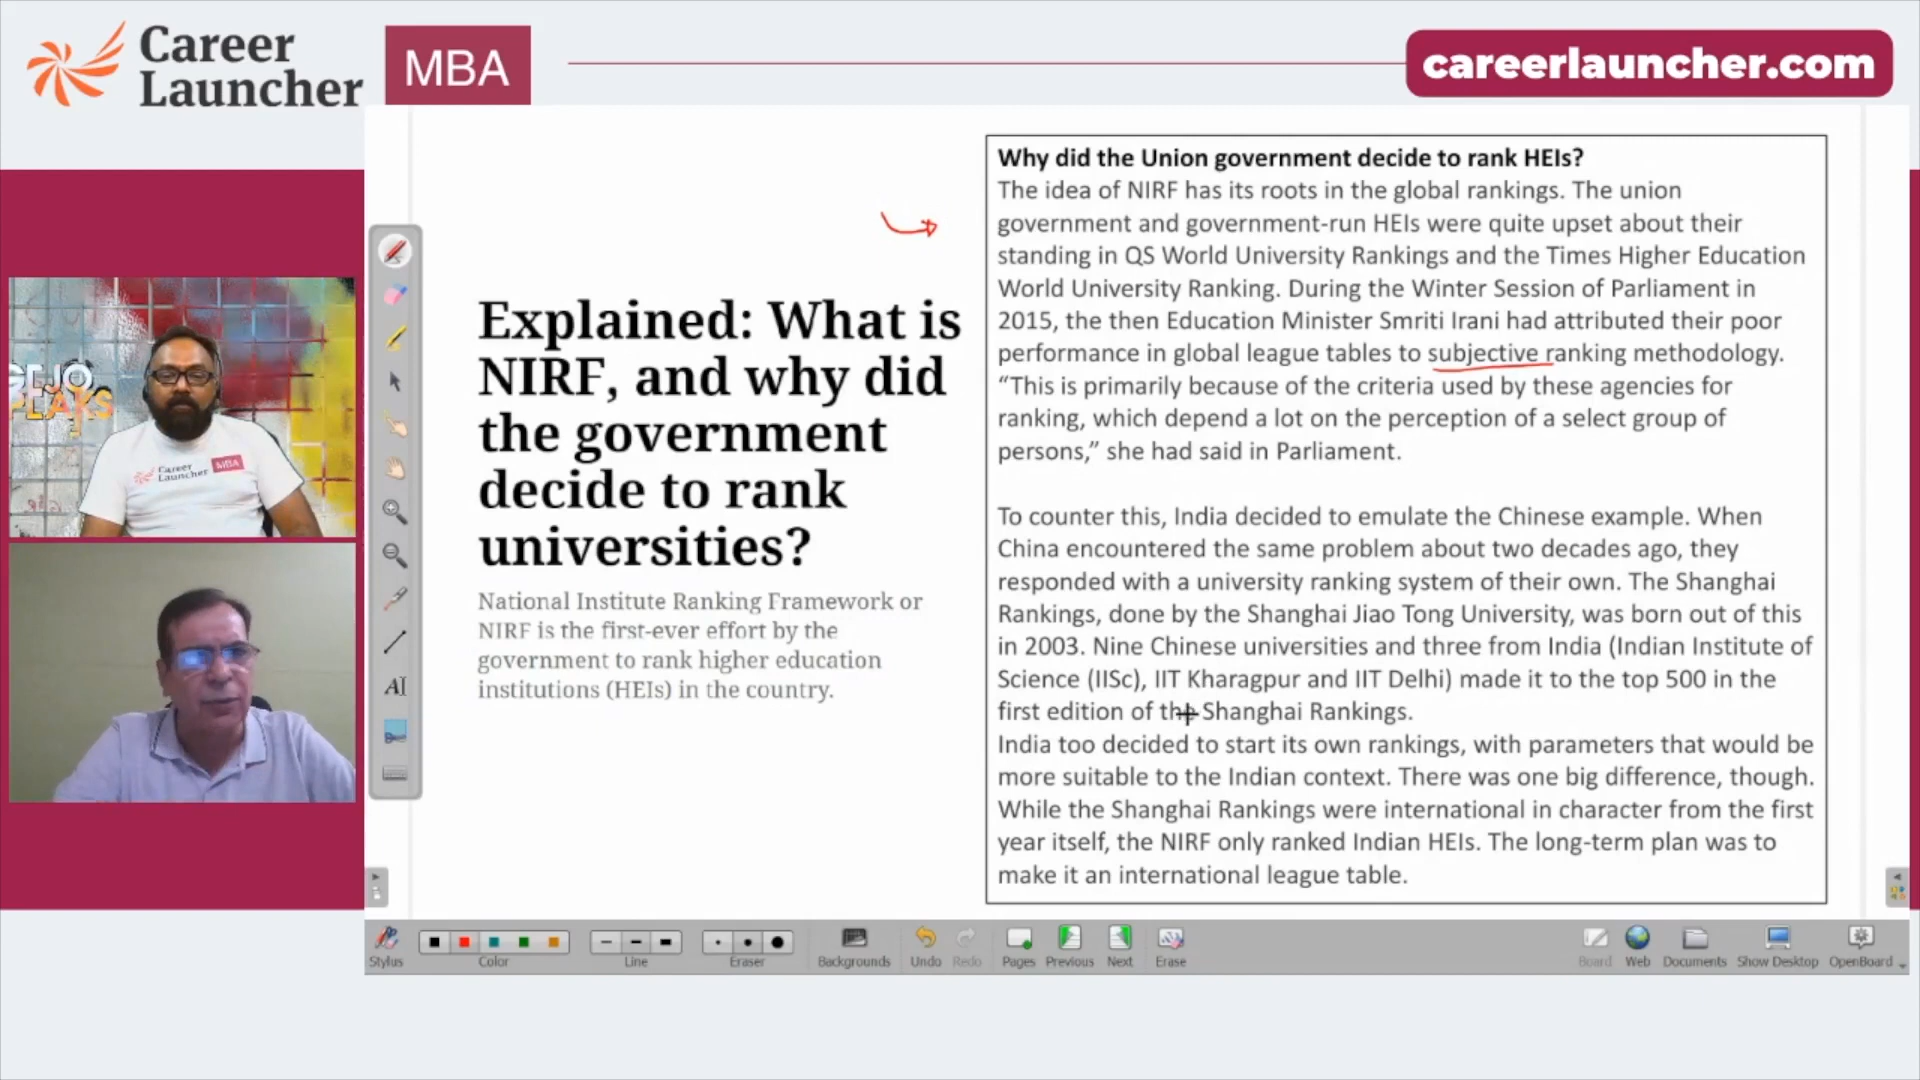 Career
Launcher
MBA
careerlauncher.com
GEJO
SPEAKS
Career
Launcher MBA
Explained: What is
NIRF, and why did
the government
decide to rank
universities?
National Institute Ranking Framework or
NIRF is the first-ever effort by the
government to rank higher education
institutions (HEIs) in the country.
Why did the Union government decide to rank HEIs?
The idea of NIRF has its roots in the global rankings. The union
government and government-run HEIs were quite upset about their
standing in QS World University Rankings and the Times Higher Education
World University Ranking. During the Winter Session of Parliament in
2015, the then Education Minister Smriti Irani had attributed their poor
performance in global league tables to subjective ranking methodology.
“This is primarily because of the criteria used by these agencies for
ranking, which depend a lot on the perception of a select group of
persons,” she had said in Parliament.
To counter this, India decided to emulate the Chinese example. When
China encountered the same problem about two decades ago, they
responded with a university ranking system of their own. The Shanghai
Rankings, done by the Shanghai Jiao Tong University, was born out of this
in 2003. Nine Chinese universities and three from India (Indian Institute of
Science (IISc), IIT Kharagpur and IIT Delhi) made it to the top 500 in the
first edition of the Shanghai Rankings.
India too decided to start its own rankings, with parameters that would be
more suitable to the Indian context. There was one big difference, though.
While the Shanghai Rankings were international in character from the first
year itself, the NIRF only ranked Indian HEIs. The long-term plan was to
make it an international league table.
AI
Stylus Color Line Eraser Backgrounds Undo Redo Pages Previous Next Erase Board Web Documents Show Desktop OpenBoard